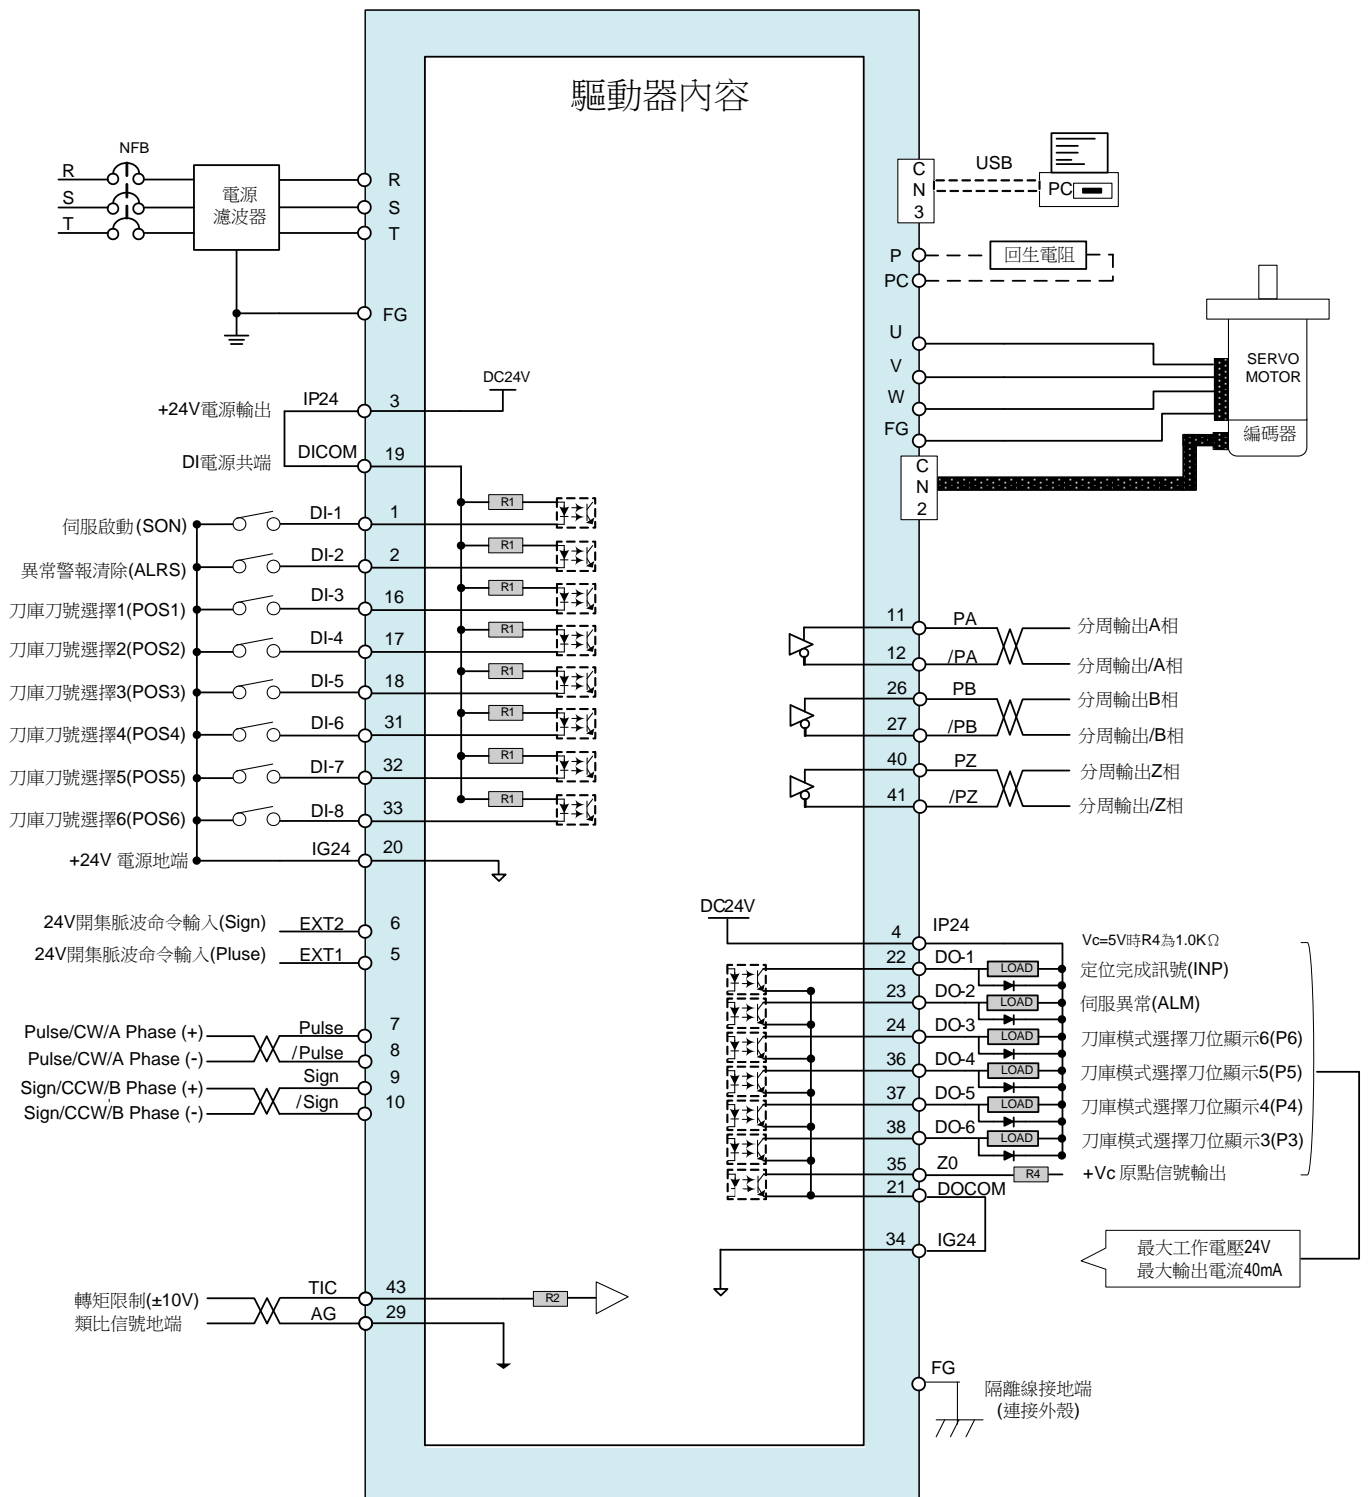 驅動器內容
NFB
R
S
T
電源
濾波器
R
S
T
FG
+24V電源輸出
IP24
3
DC24V
DI電源共端
DICOM
19
伺服啟動(SON)
DI-1
1
R1
異常警報清除(ALRS)
DI-2
2
R1
刀庫刀號選擇1(POS1)
DI-3
16
R1
刀庫刀號選擇2(POS2)
DI-4
17
R1
刀庫刀號選擇3(POS3)
DI-5
18
R1
刀庫刀號選擇4(POS4)
DI-6
31
R1
刀庫刀號選擇5(POS5)
DI-7
32
R1
刀庫刀號選擇6(POS6)
DI-8
33
R1
+24V 電源地端
IG24
20
24V開集脈波命令輸入(Sign)
EXT2
6
24V開集脈波命令輸入(Pluse)
EXT1
5
Pulse/CW/A Phase (+)
Pulse
7
Pulse/CW/A Phase (-)
/Pulse
8
Sign/CCW/B Phase (+)
Sign
9
Sign/CCW/B Phase (-)
/Sign
10
轉矩限制(±10V)
TIC
43
R2
類比信號地端
AG
29
CN3
USB
PC
P
回生電阻
PC
U
V
W
FG
SERVO
MOTOR
編碼器
CN2
11
PA
分周輸出A相
12
/PA
分周輸出/A相
26
PB
分周輸出B相
27
/PB
分周輸出/B相
40
PZ
分周輸出Z相
41
/PZ
分周輸出/Z相
DC24V
4
IP24
Vc=5V時R4為1.0KΩ
22
DO-1
LOAD
定位完成訊號(INP)
23
DO-2
LOAD
伺服異常(ALM)
24
DO-3
LOAD
刀庫模式選擇刀位顯示6(P6)
36
DO-4
LOAD
刀庫模式選擇刀位顯示5(P5)
37
DO-5
LOAD
刀庫模式選擇刀位顯示4(P4)
38
DO-6
LOAD
刀庫模式選擇刀位顯示3(P3)
35
Z0
R4
+Vc 原點信號輸出
21
DOCOM
34
IG24
最大工作電壓24V
最大輸出電流40mA
FG
隔離線接地端
(連接外殼)